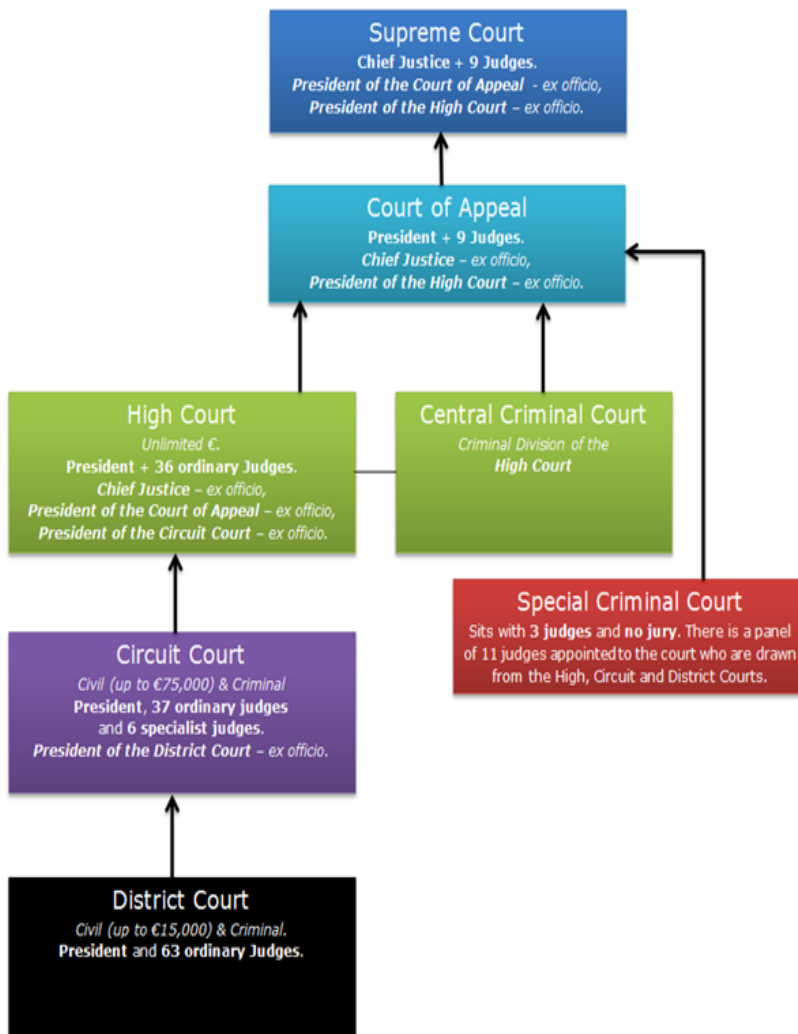 Supreme Court
Chief Justice + 9 Judges.
President of the Court of Appeal - ex officio,
President of the High Court – ex officio.
Court of Appeal
President + 9 Judges.
Chief Justice – ex officio,
President of the High Court – ex officio.
High Court
Unlimited €.
President + 36 ordinary Judges.
Chief Justice – ex officio,
President of the Court of Appeal – ex officio,
President of the Circuit Court – ex officio.
Central Criminal Court
Criminal Division of the
High Court
Special Criminal Court
Sits with 3 judges and no jury. There is a panel
of 11 judges appointed to the court who are drawn
from the High, Circuit and District Courts.
Circuit Court
Civil (up to €75,000) & Criminal
President, 37 ordinary judges
and 6 specialist judges.
President of the District Court – ex officio.
District Court
Civil (up to €15,000) & Criminal.
President and 63 ordinary Judges.